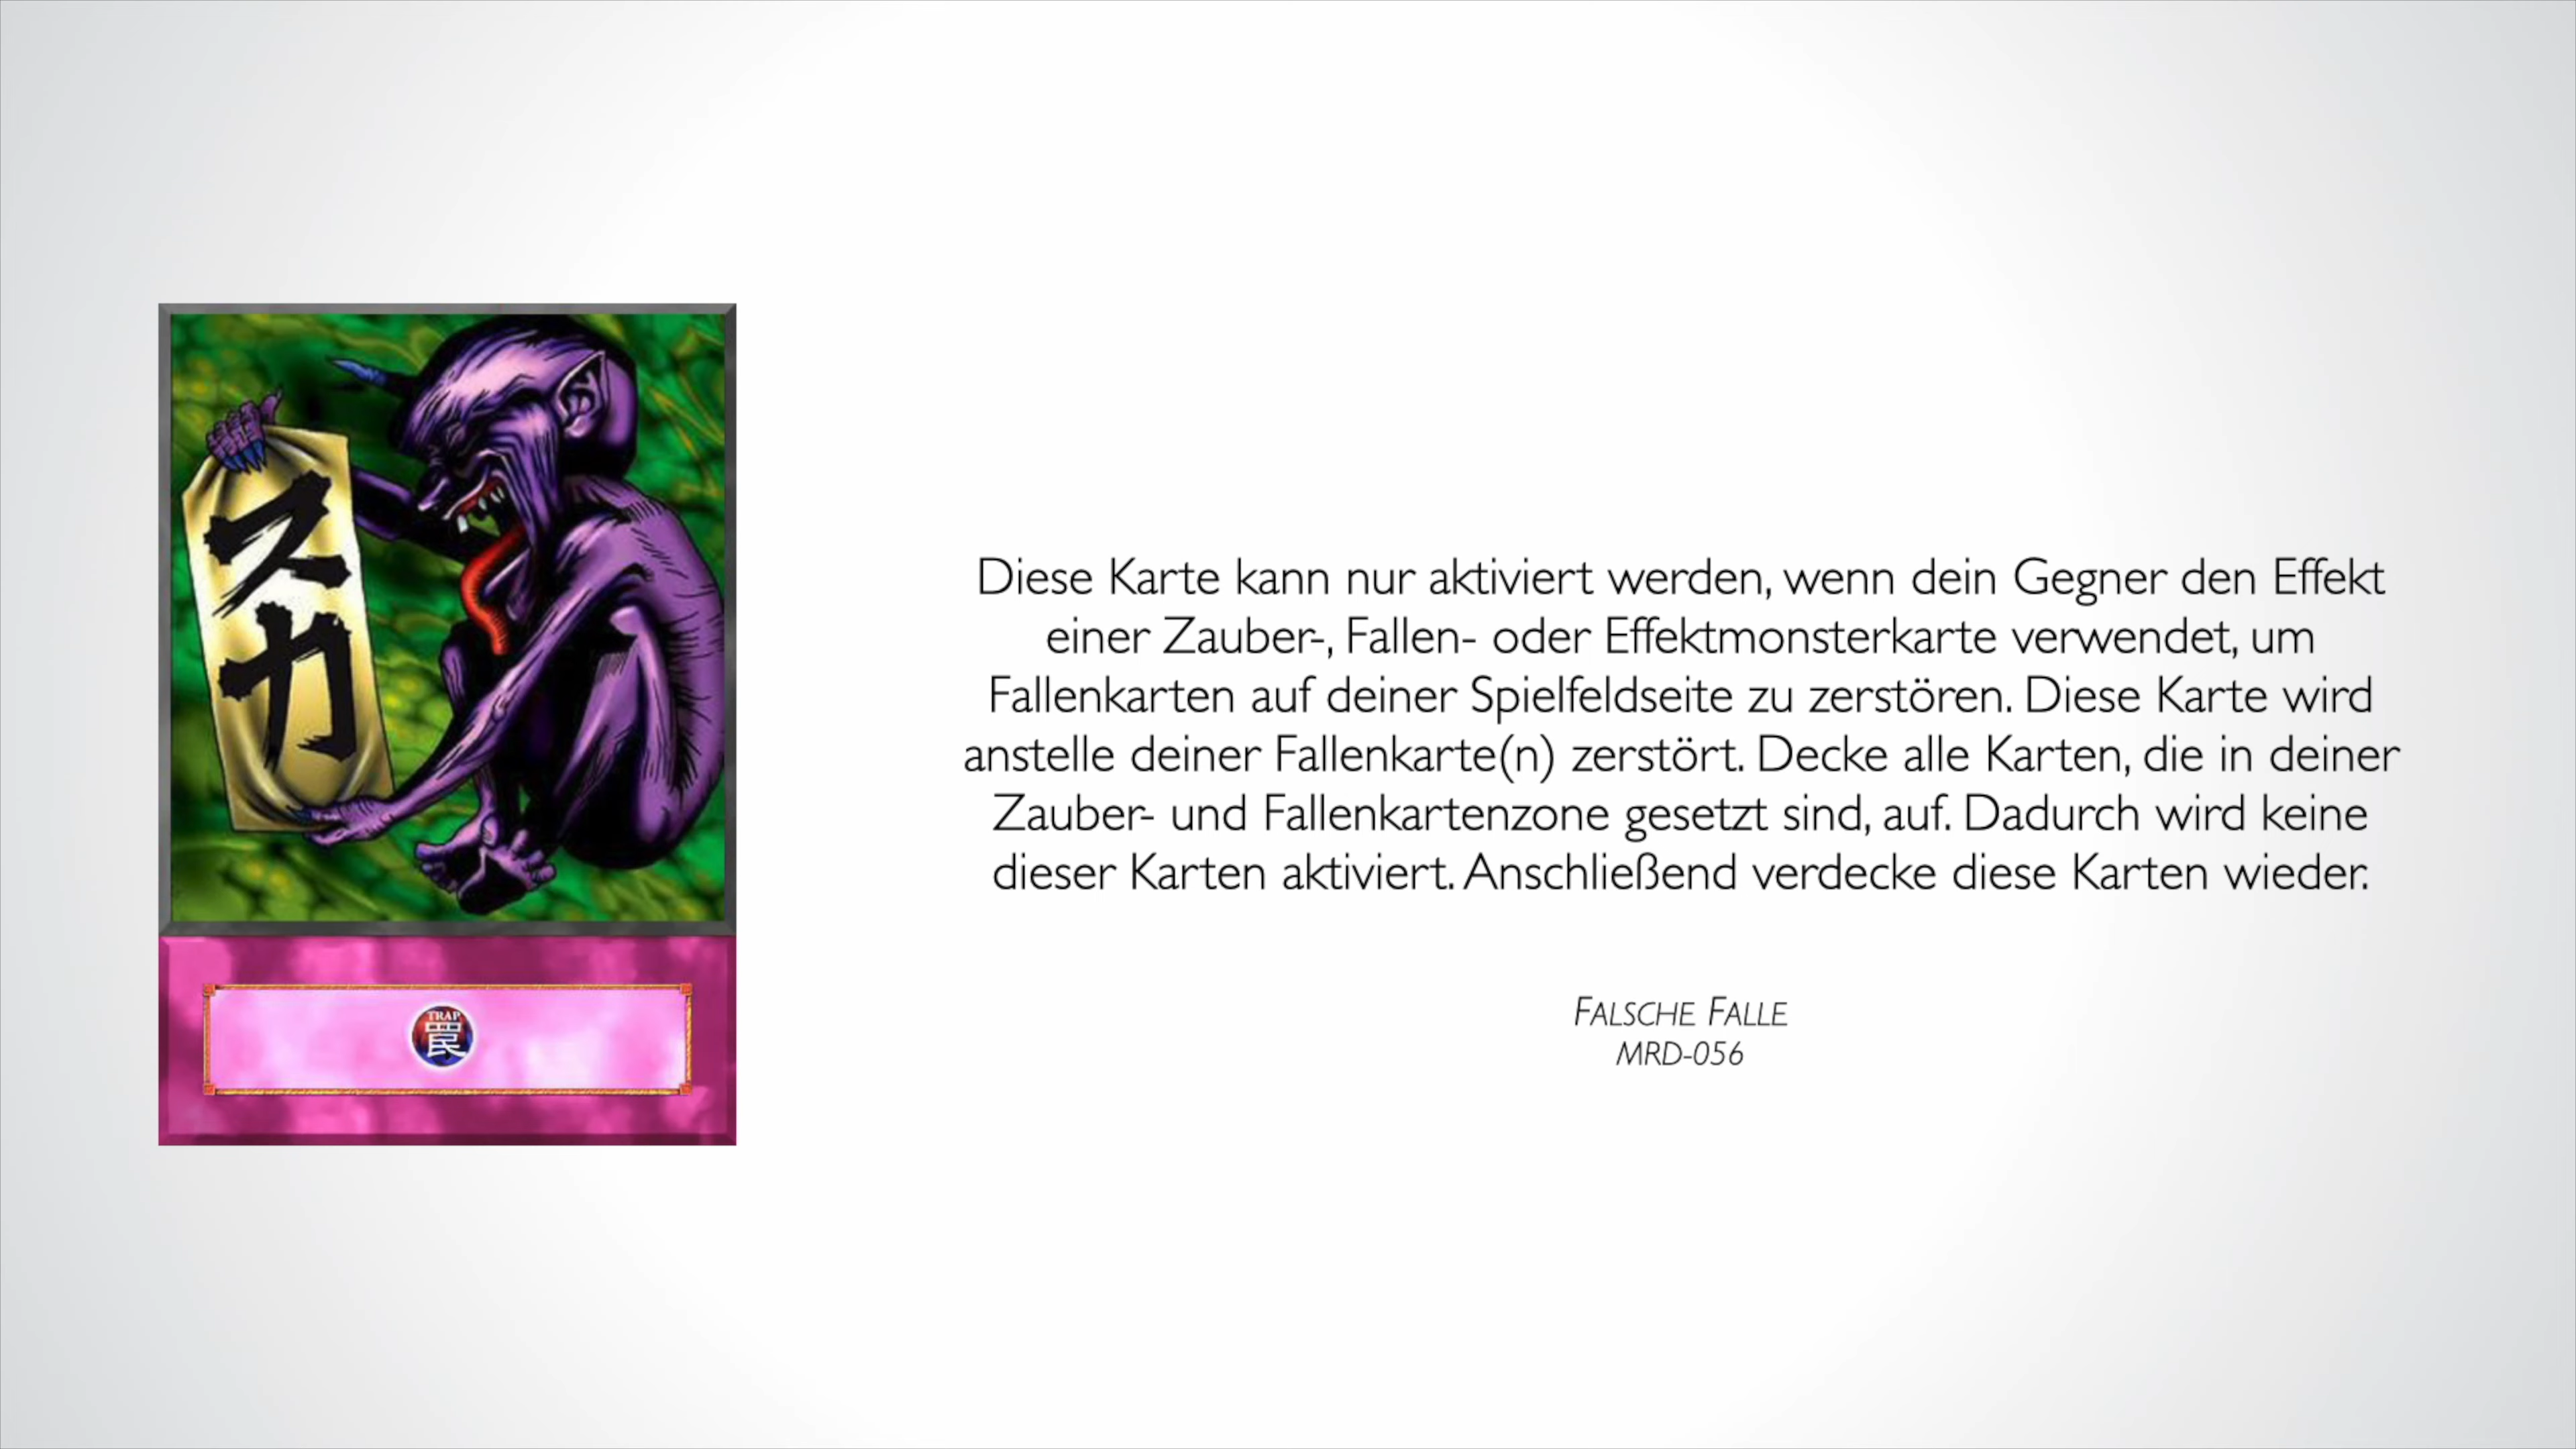 スカ
TRAP
罠
Diese Karte kann nur aktiviert werden, wenn dein Gegner den Effekt
einer Zauber-, Fallen- oder Effektmonsterkarte verwendet, um
Fallenkarten auf deiner Spielfeldseite zu zerstören. Diese Karte wird
anstelle deiner Fallenkarte(n) zerstört. Decke alle Karten, die in deiner
Zauber- und Fallenkartenzone gesetzt sind, auf. Dadurch wird keine
dieser Karten aktiviert. Anschließend verdecke diese Karten wieder.
FALSCHE FALLE
MRD-056